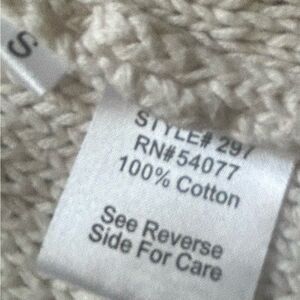 S
STYLE# 297
RN#54077
100% Cotton
See Reverse
Side For Care